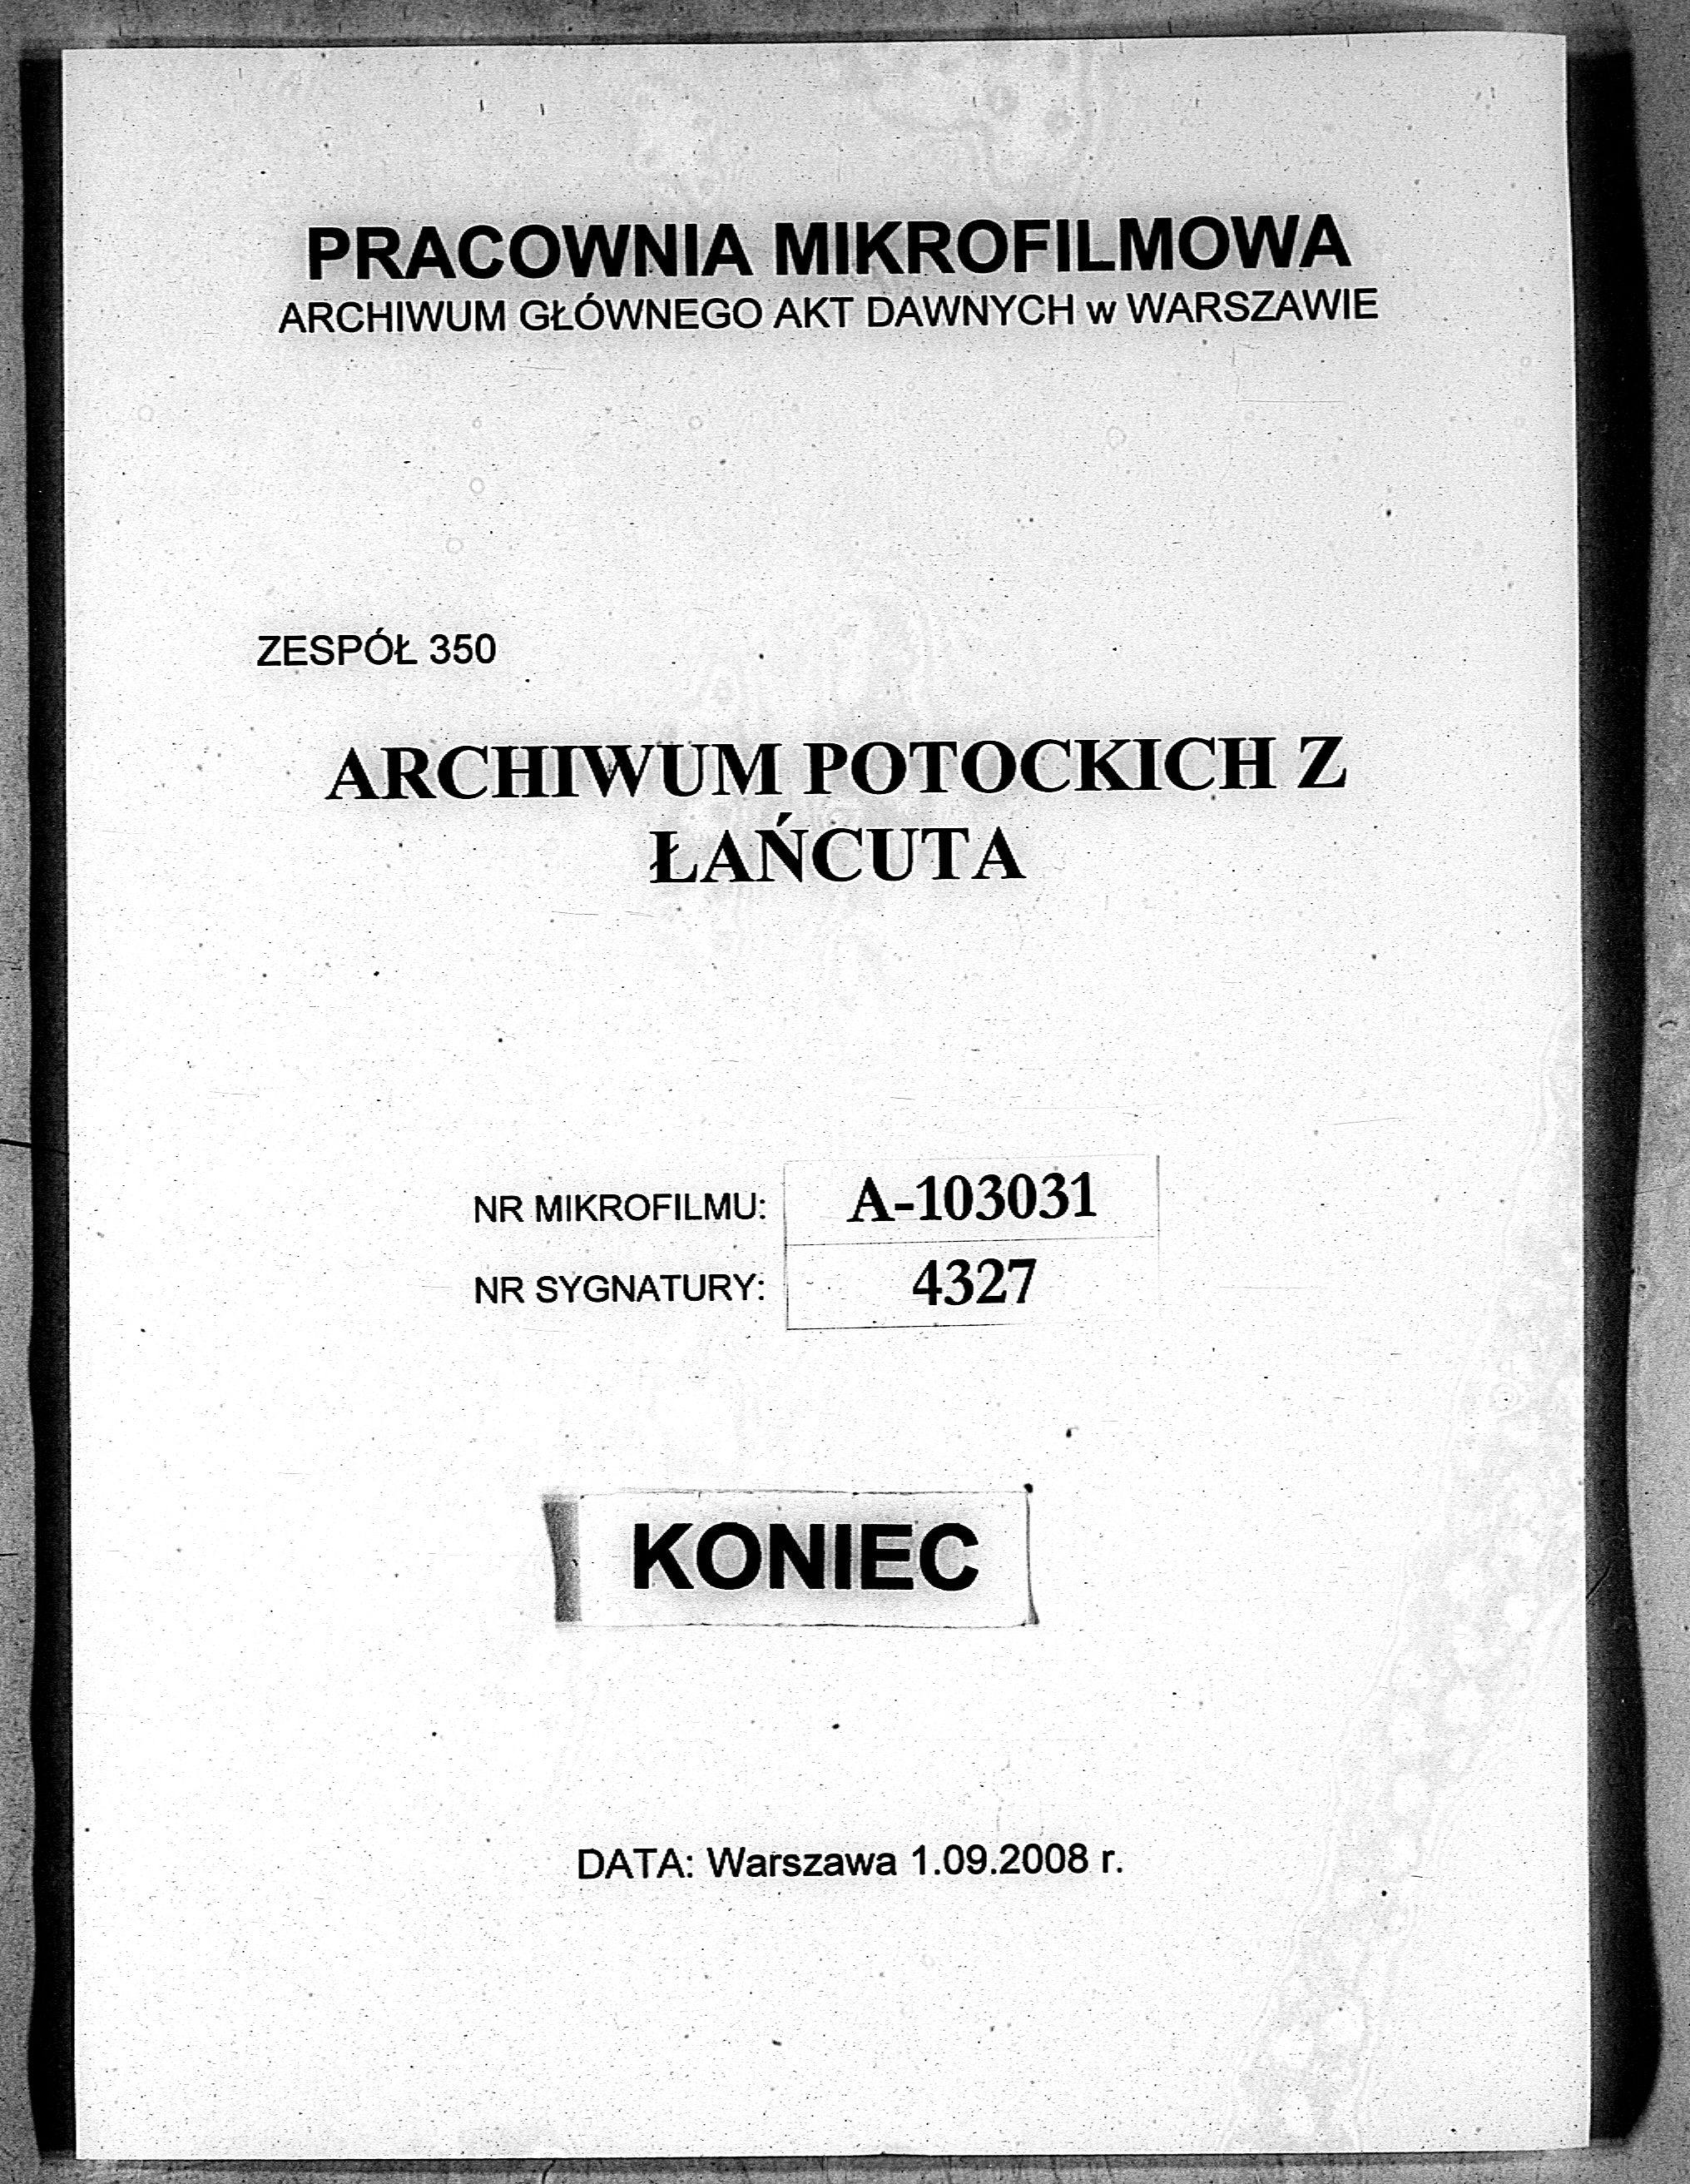 PRACOWNIA MIKROFILMOWA
ARCHIWUM GŁÓWNEGO AKT DAWNYCH w WARSZAWIE
ZESPÓŁ 350
ARCHIWUM POTOCKICH Z
ŁAŃCUTA
NR MIKROFILMU: A-103031
NR SYGNATURY: 4327
KONIEC
DATA: Warszawa 1.09.2008 r.